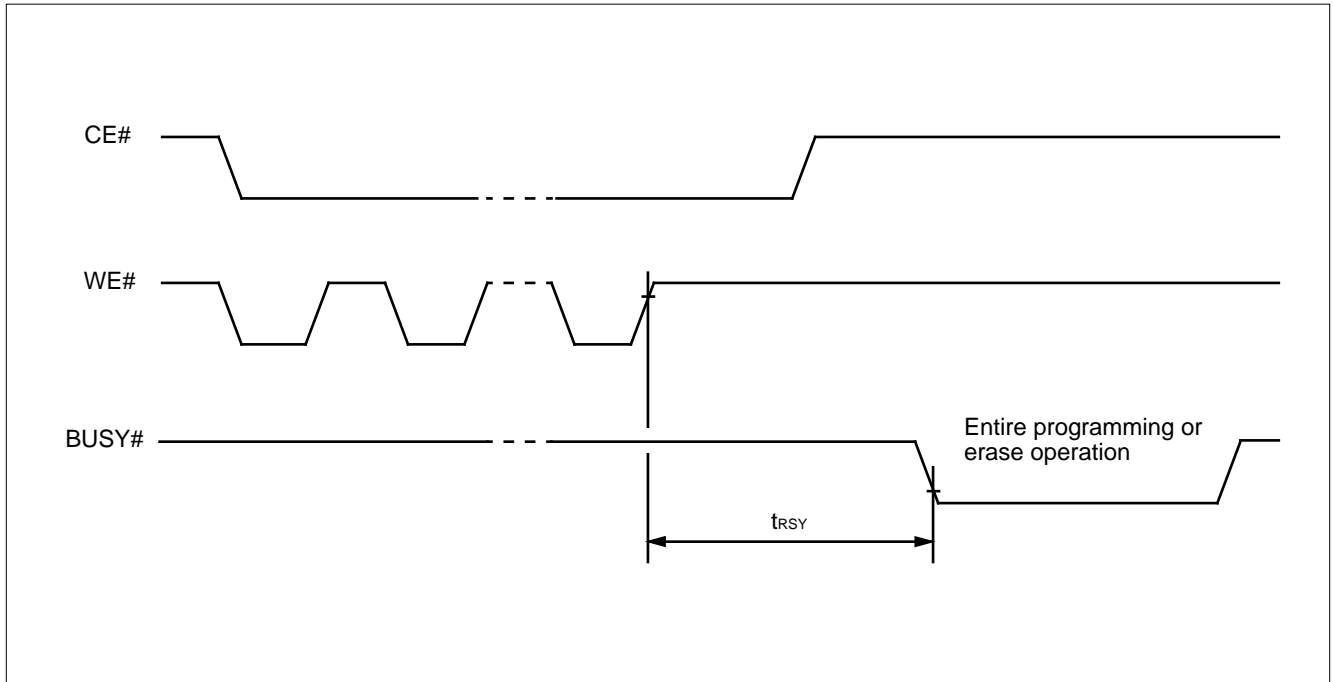 CE#
WE#
BUSY#
Entire programming or
erase operation
tRSY